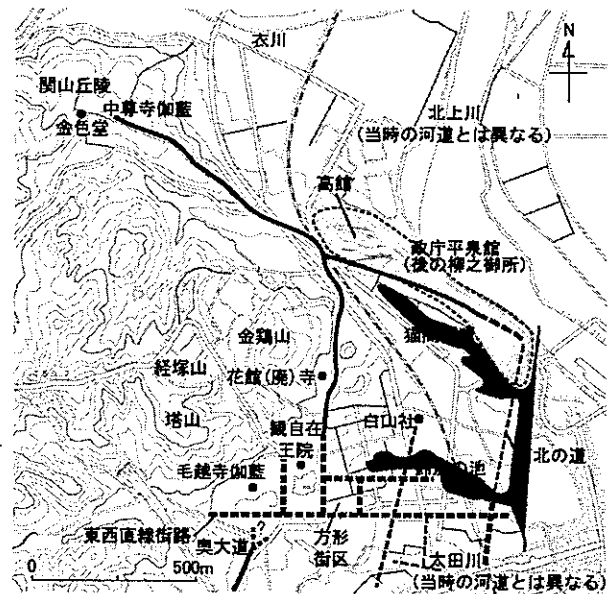 衣川
N
関山丘陵
中尊寺伽藍
金色堂
北上川
(当時の河道とは異なる)
高館
政庁平泉館
(後の柳之御所)
金鶏山
経塚山
花館(廃)寺
塔山
観自在
王院
白山社
毛越寺伽藍
の池
北の道
東西直線街路
奥大道
?
方形
街区
太田川
(当時の河道とは異なる)
0
500m